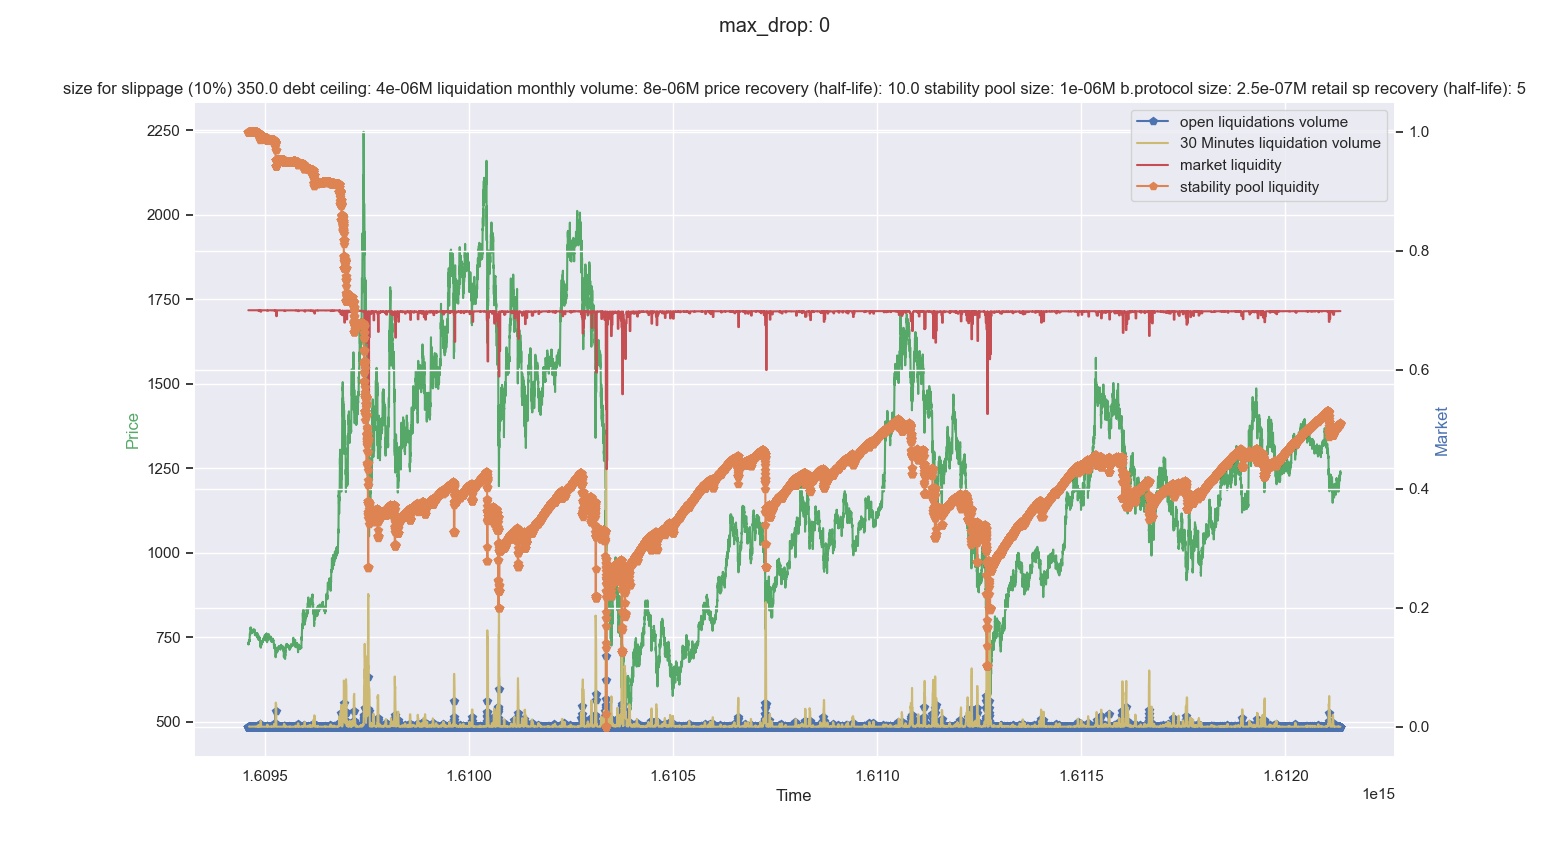 max_drop: 0
size for slippage (10%) 350.0 debt ceiling: 4e-06M liquidation monthly volume: 8e-06M price recovery (half-life): 10.0 stability pool size: 1e-06M b.protocol size: 2.5e-07M retail sp recovery (half-life): 5
open liquidations volume
30 Minutes liquidation volume
market liquidity
stability pool liquidity
2250
2000
1750
1500
1250
1000
750
500
Price
1.0
0.8
0.6
0.4
0.2
0.0
Market
1.6095 1.6100 1.6105 1.6110 1.6115 1.6120
Time
1e15